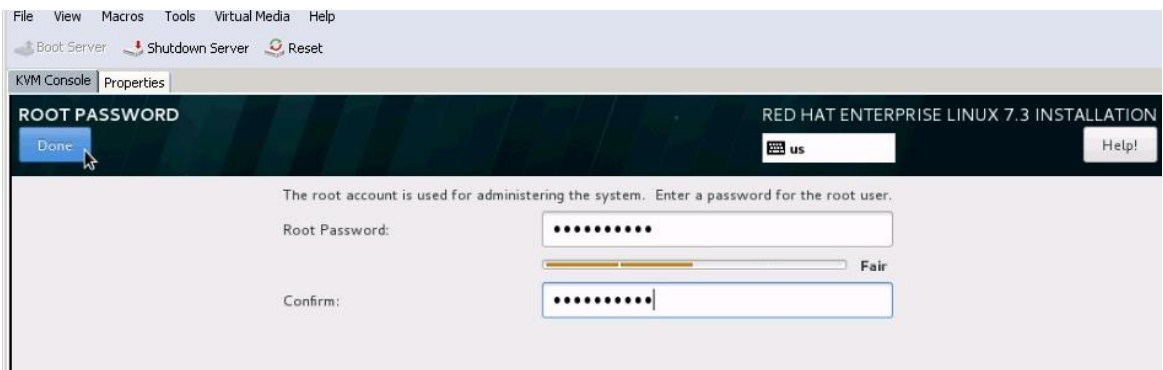 File View Macros Tools Virtual Media Help
Boot Server Shutdown Server Reset
KVM Console Properties
ROOT PASSWORD
RED HAT ENTERPRISE LINUX 7.3 INSTALLATION
Done
us
Help!
The root account is used for administering the system. Enter a password for the root user.
Root Password: ••••••••••
Fair
Confirm: ••••••••••